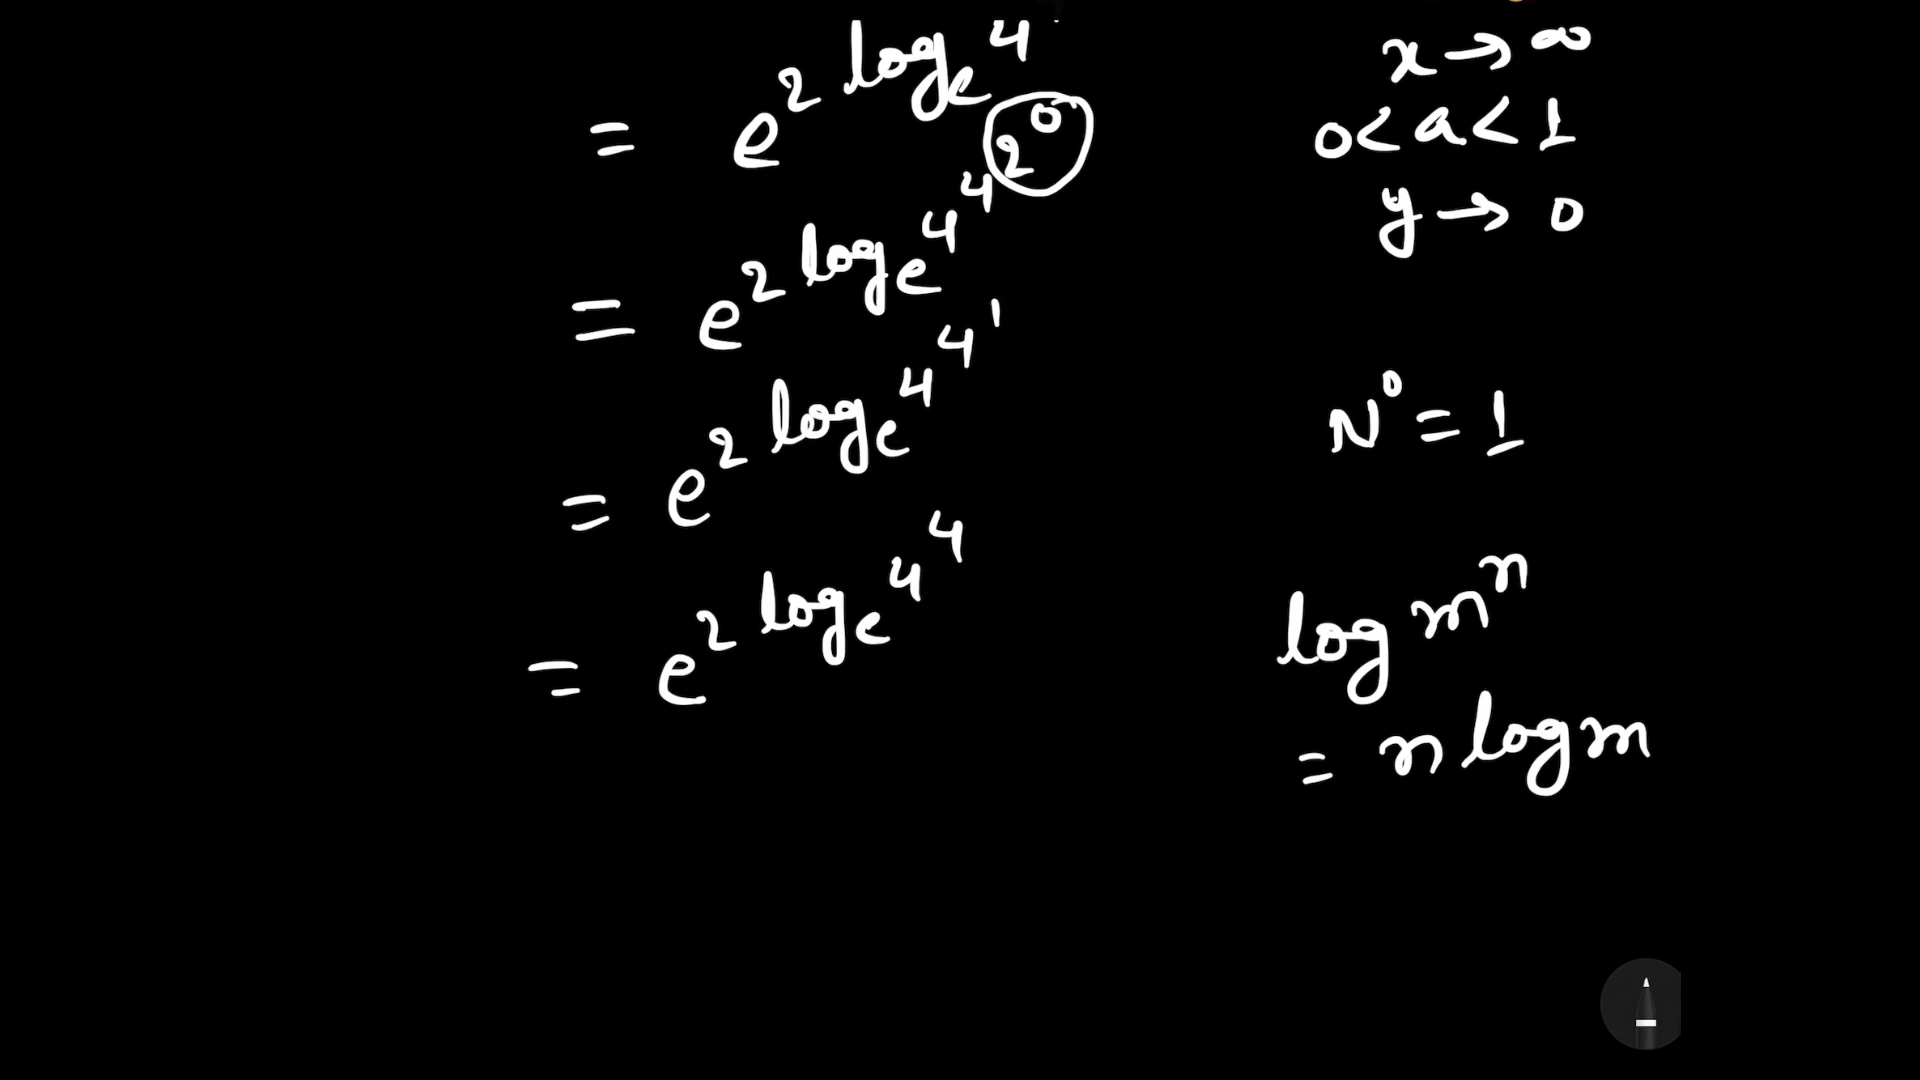 = e^{2 log_e 4
x → ∞
0 < a < 1
y → 0
= e^{2 log_e 4^{4^{2^0}}}
= e^{2 log_e 4^{4^1}}
= e^{2 log_e 4^4}
N^0 = 1
log m^n
= n log m